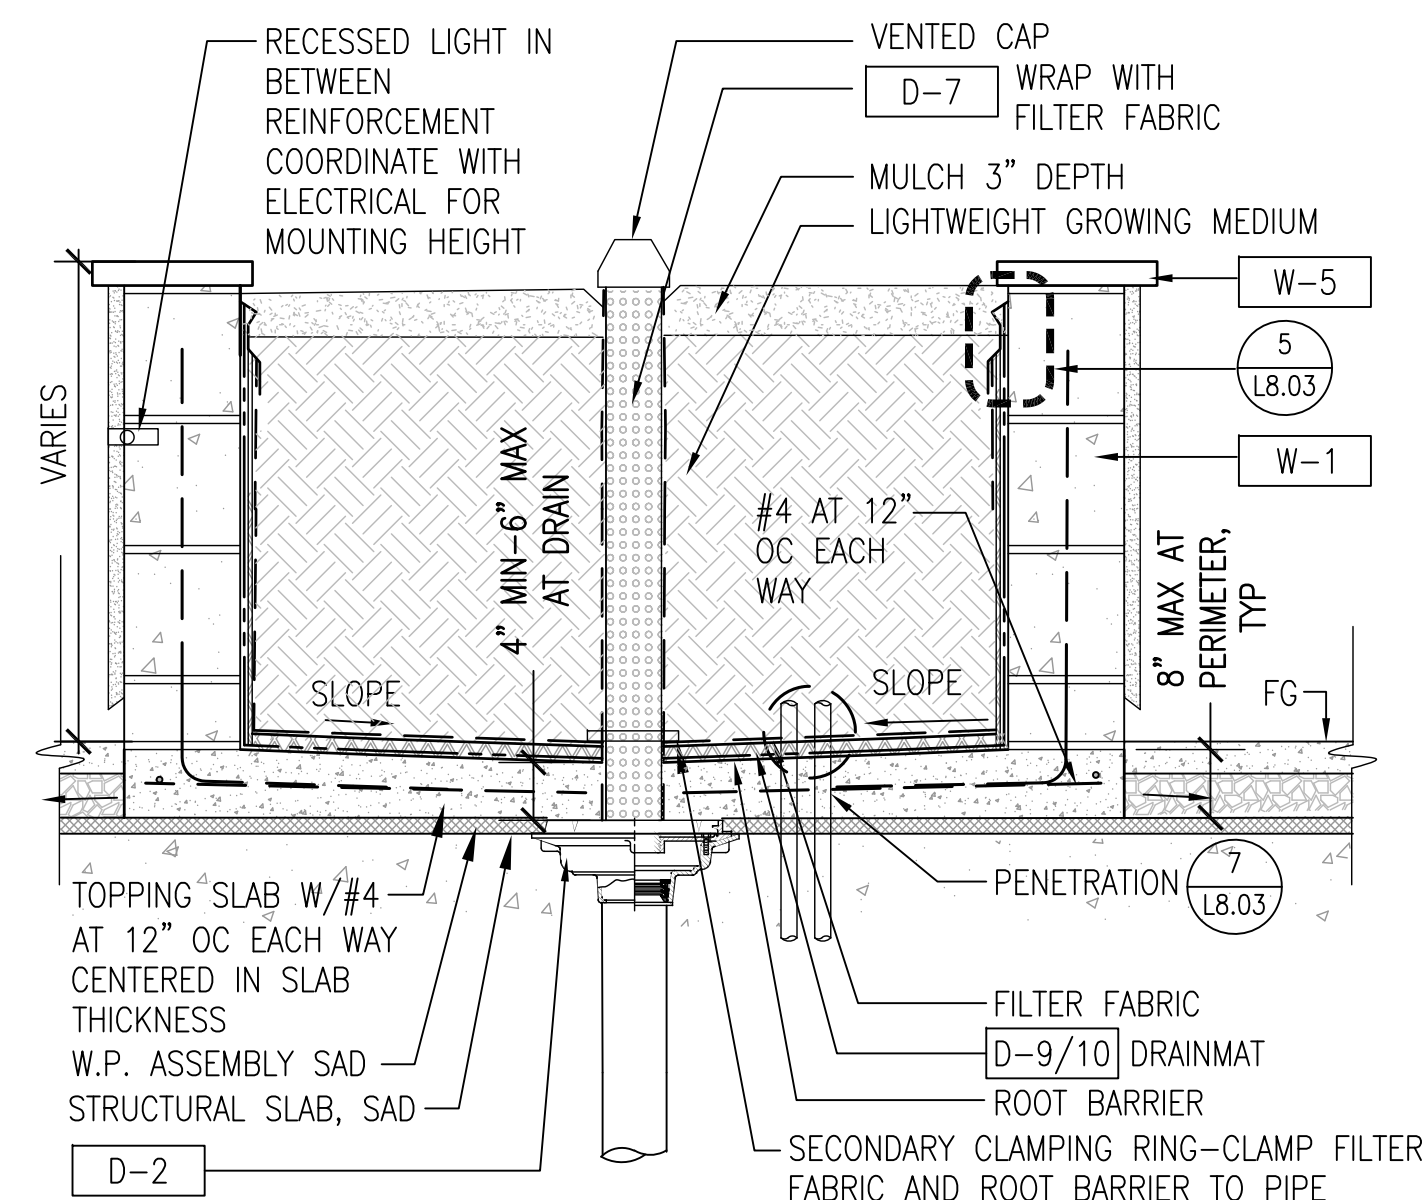 RECESSED LIGHT IN
BETWEEN
REINFORCEMENT
COORDINATE WITH
ELECTRICAL FOR
MOUNTING HEIGHT
VENTED CAP
D-7
WRAP WITH
FILTER FABRIC
MULCH 3" DEPTH
LIGHTWEIGHT GROWING MEDIUM
W-5
5
L8.03
W-1
VARIES
4" MIN-6" MAX
AT DRAIN
#4 AT 12"
OC EACH
WAY
8" MAX AT
PERIMETER,
TYP
SLOPE
SLOPE
FG
TOPPING SLAB W/#4
AT 12" OC EACH WAY
CENTERED IN SLAB
THICKNESS
W.P. ASSEMBLY SAD
STRUCTURAL SLAB, SAD
D-2
PENETRATION
7
L8.03
FILTER FABRIC
D-9/10 DRAINMAT
ROOT BARRIER
SECONDARY CLAMPING RING-CLAMP FILTER
FABRIC AND ROOT BARRIER TO PIPE